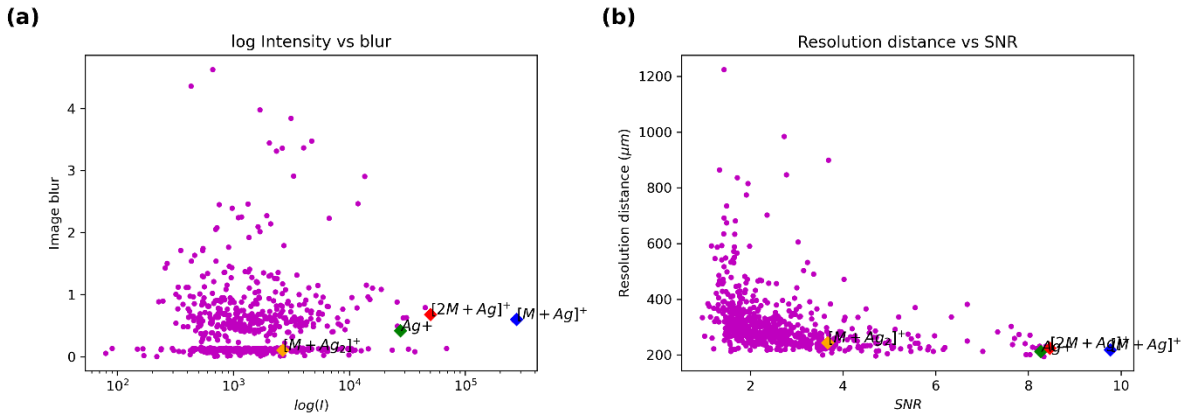 (a)
log Intensity vs blur
Image blur
4
3
2
1
0
[2M + Ag]⁺
[M + Ag]⁺
Ag+
[M + Ag₂]⁺
10² 10³ 10⁴ 10⁵
log(I)
(b)
Resolution distance vs SNR
Resolution distance (μm)
1200
1000
800
600
400
200
[M + Ag₂]⁺
Ag+
[2M + Ag]⁺
[M + Ag]⁺
2 4 6 8 10
SNR